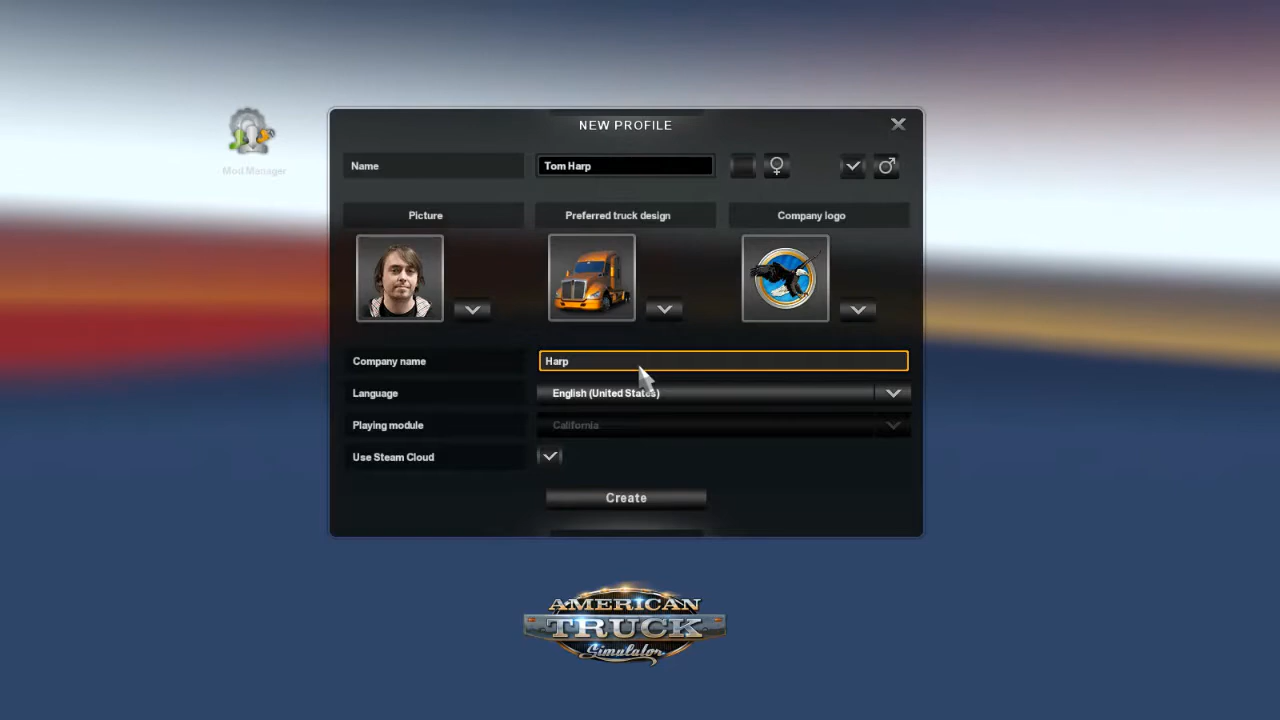 Mod Manager
NEW PROFILE
Name
Tom Harp
Picture
Preferred truck design
Company logo
Company name
Harp
Language
English (United States)
Playing module
California
Use Steam Cloud
Create
AMERICAN
TRUCK
Simulator